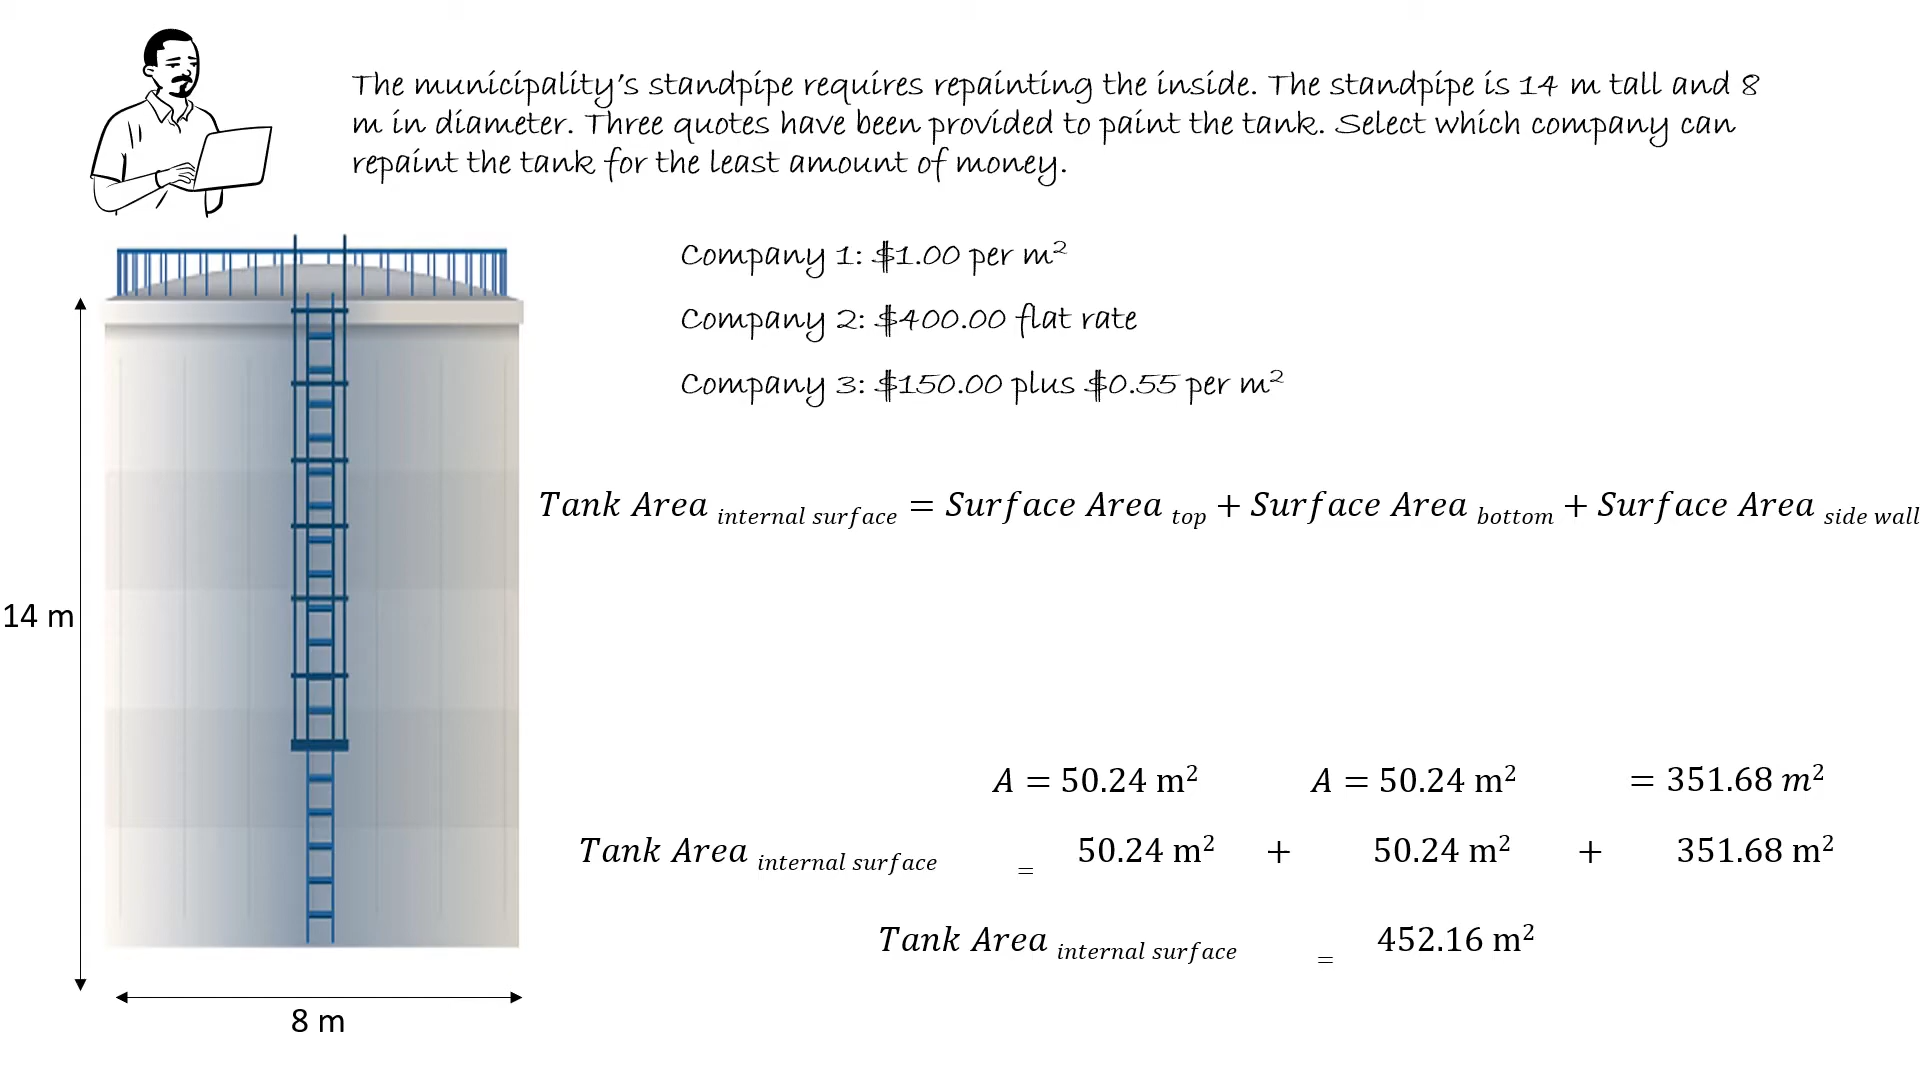 The municipality's standpipe requires repainting the inside. The standpipe is 14 m tall and 8
m in diameter. Three quotes have been provided to paint the tank. Select which company can
repaint the tank for the least amount of money.
Company 1: $1.00 per m²
Company 2: $400.00 flat rate
Company 3: $150.00 plus $0.55 per m²
Tank Area internal surface = Surface Area top + Surface Area bottom + Surface Area side wall
14 m
A = 50.24 m² A = 50.24 m² = 351.68 m²
Tank Area internal surface = 50.24 m² + 50.24 m² + 351.68 m²
Tank Area internal surface = 452.16 m²
8 m